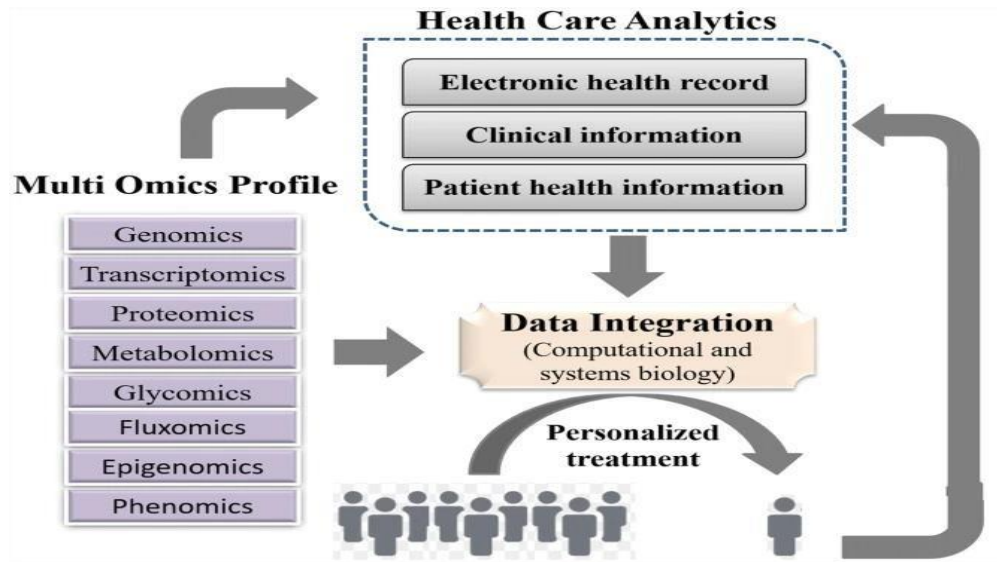 Health Care Analytics
Electronic health record
Clinical information
Patient health information
Multi Omics Profile
Genomics
Transcriptomics
Proteomics
Metabolomics
Glycomics
Fluxomics
Epigenomics
Phenomics
Data Integration
(Computational and
systems biology)
Personalized
treatment